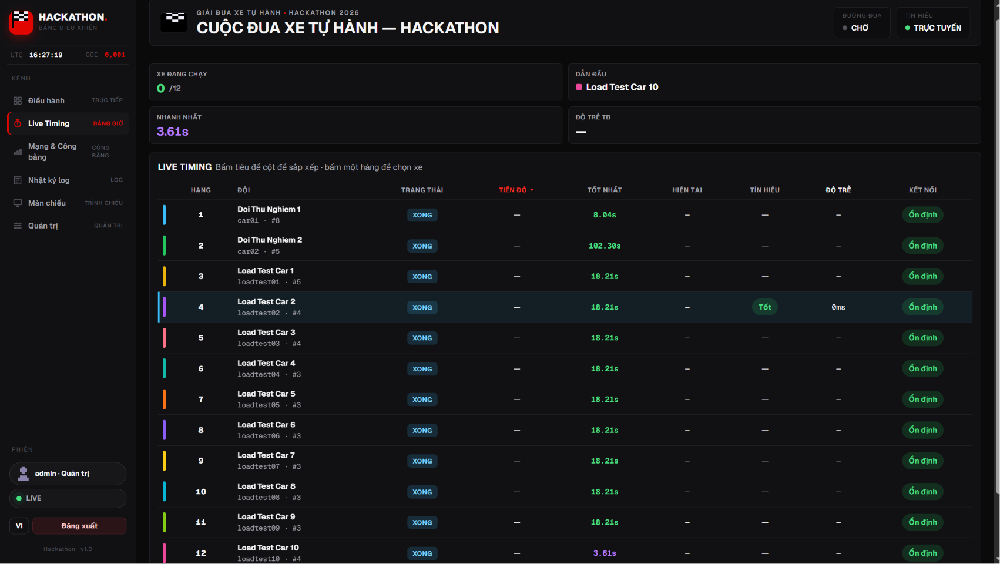 HACKATHON.
BẢNG ĐIỀU KHIỂN
UTC 16:27:19 GÓI 6,001
KÊNH
Điều hành TRỰC TIẾP
Live Timing BẢNG GIỜ
Mạng & Công bằng CÔNG BẰNG
Nhật ký log LOG
Màn chiếu TRÌNH CHIẾU
Quản trị QUẢN TRỊ
PHIÊN
admin · Quản trị
LIVE
VI Đăng xuất
Hackathon · v1.0
GIẢI ĐUA XE TỰ HÀNH · HACKATHON 2026
CUỘC ĐUA XE TỰ HÀNH — HACKATHON
ĐƯỜNG ĐUA
CHỜ
TÍN HIỆU
TRỰC TUYẾN
XE ĐANG CHẠY
0 /12
DẪN ĐẦU
Load Test Car 10
NHANH NHẤT
3.61s
ĐỘ TRỄ TB
—
LIVE TIMING Bấm tiêu đề cột để sắp xếp · bấm một hàng để chọn xe
HẠNG ĐỘI TRẠNG THÁI TIẾN ĐỘ TỐT NHẤT HIỆN TẠI TÍN HIỆU ĐỘ TRỄ KẾT NỐI
1 Doi Thu Nghiem 1 XONG — 8.04s – — – Ổn định
car01 · #8
2 Doi Thu Nghiem 2 XONG — 102.30s – — – Ổn định
car02 · #5
3 Load Test Car 1 XONG — 18.21s – — – Ổn định
loadtest01 · #5
4 Load Test Car 2 XONG — 18.21s – Tốt 0ms Ổn định
loadtest02 · #4
5 Load Test Car 3 XONG — 18.21s – — – Ổn định
loadtest03 · #4
6 Load Test Car 4 XONG — 18.21s – — – Ổn định
loadtest04 · #3
7 Load Test Car 5 XONG — 18.21s – — – Ổn định
loadtest05 · #3
8 Load Test Car 6 XONG — 18.21s – — – Ổn định
loadtest06 · #3
9 Load Test Car 7 XONG — 18.21s – — – Ổn định
loadtest07 · #3
10 Load Test Car 8 XONG — 18.21s – — – Ổn định
loadtest08 · #3
11 Load Test Car 9 XONG — 18.21s – — – Ổn định
loadtest09 · #3
12 Load Test Car 10 XONG — 3.61s – — – Ổn định
loadtest10 · #4